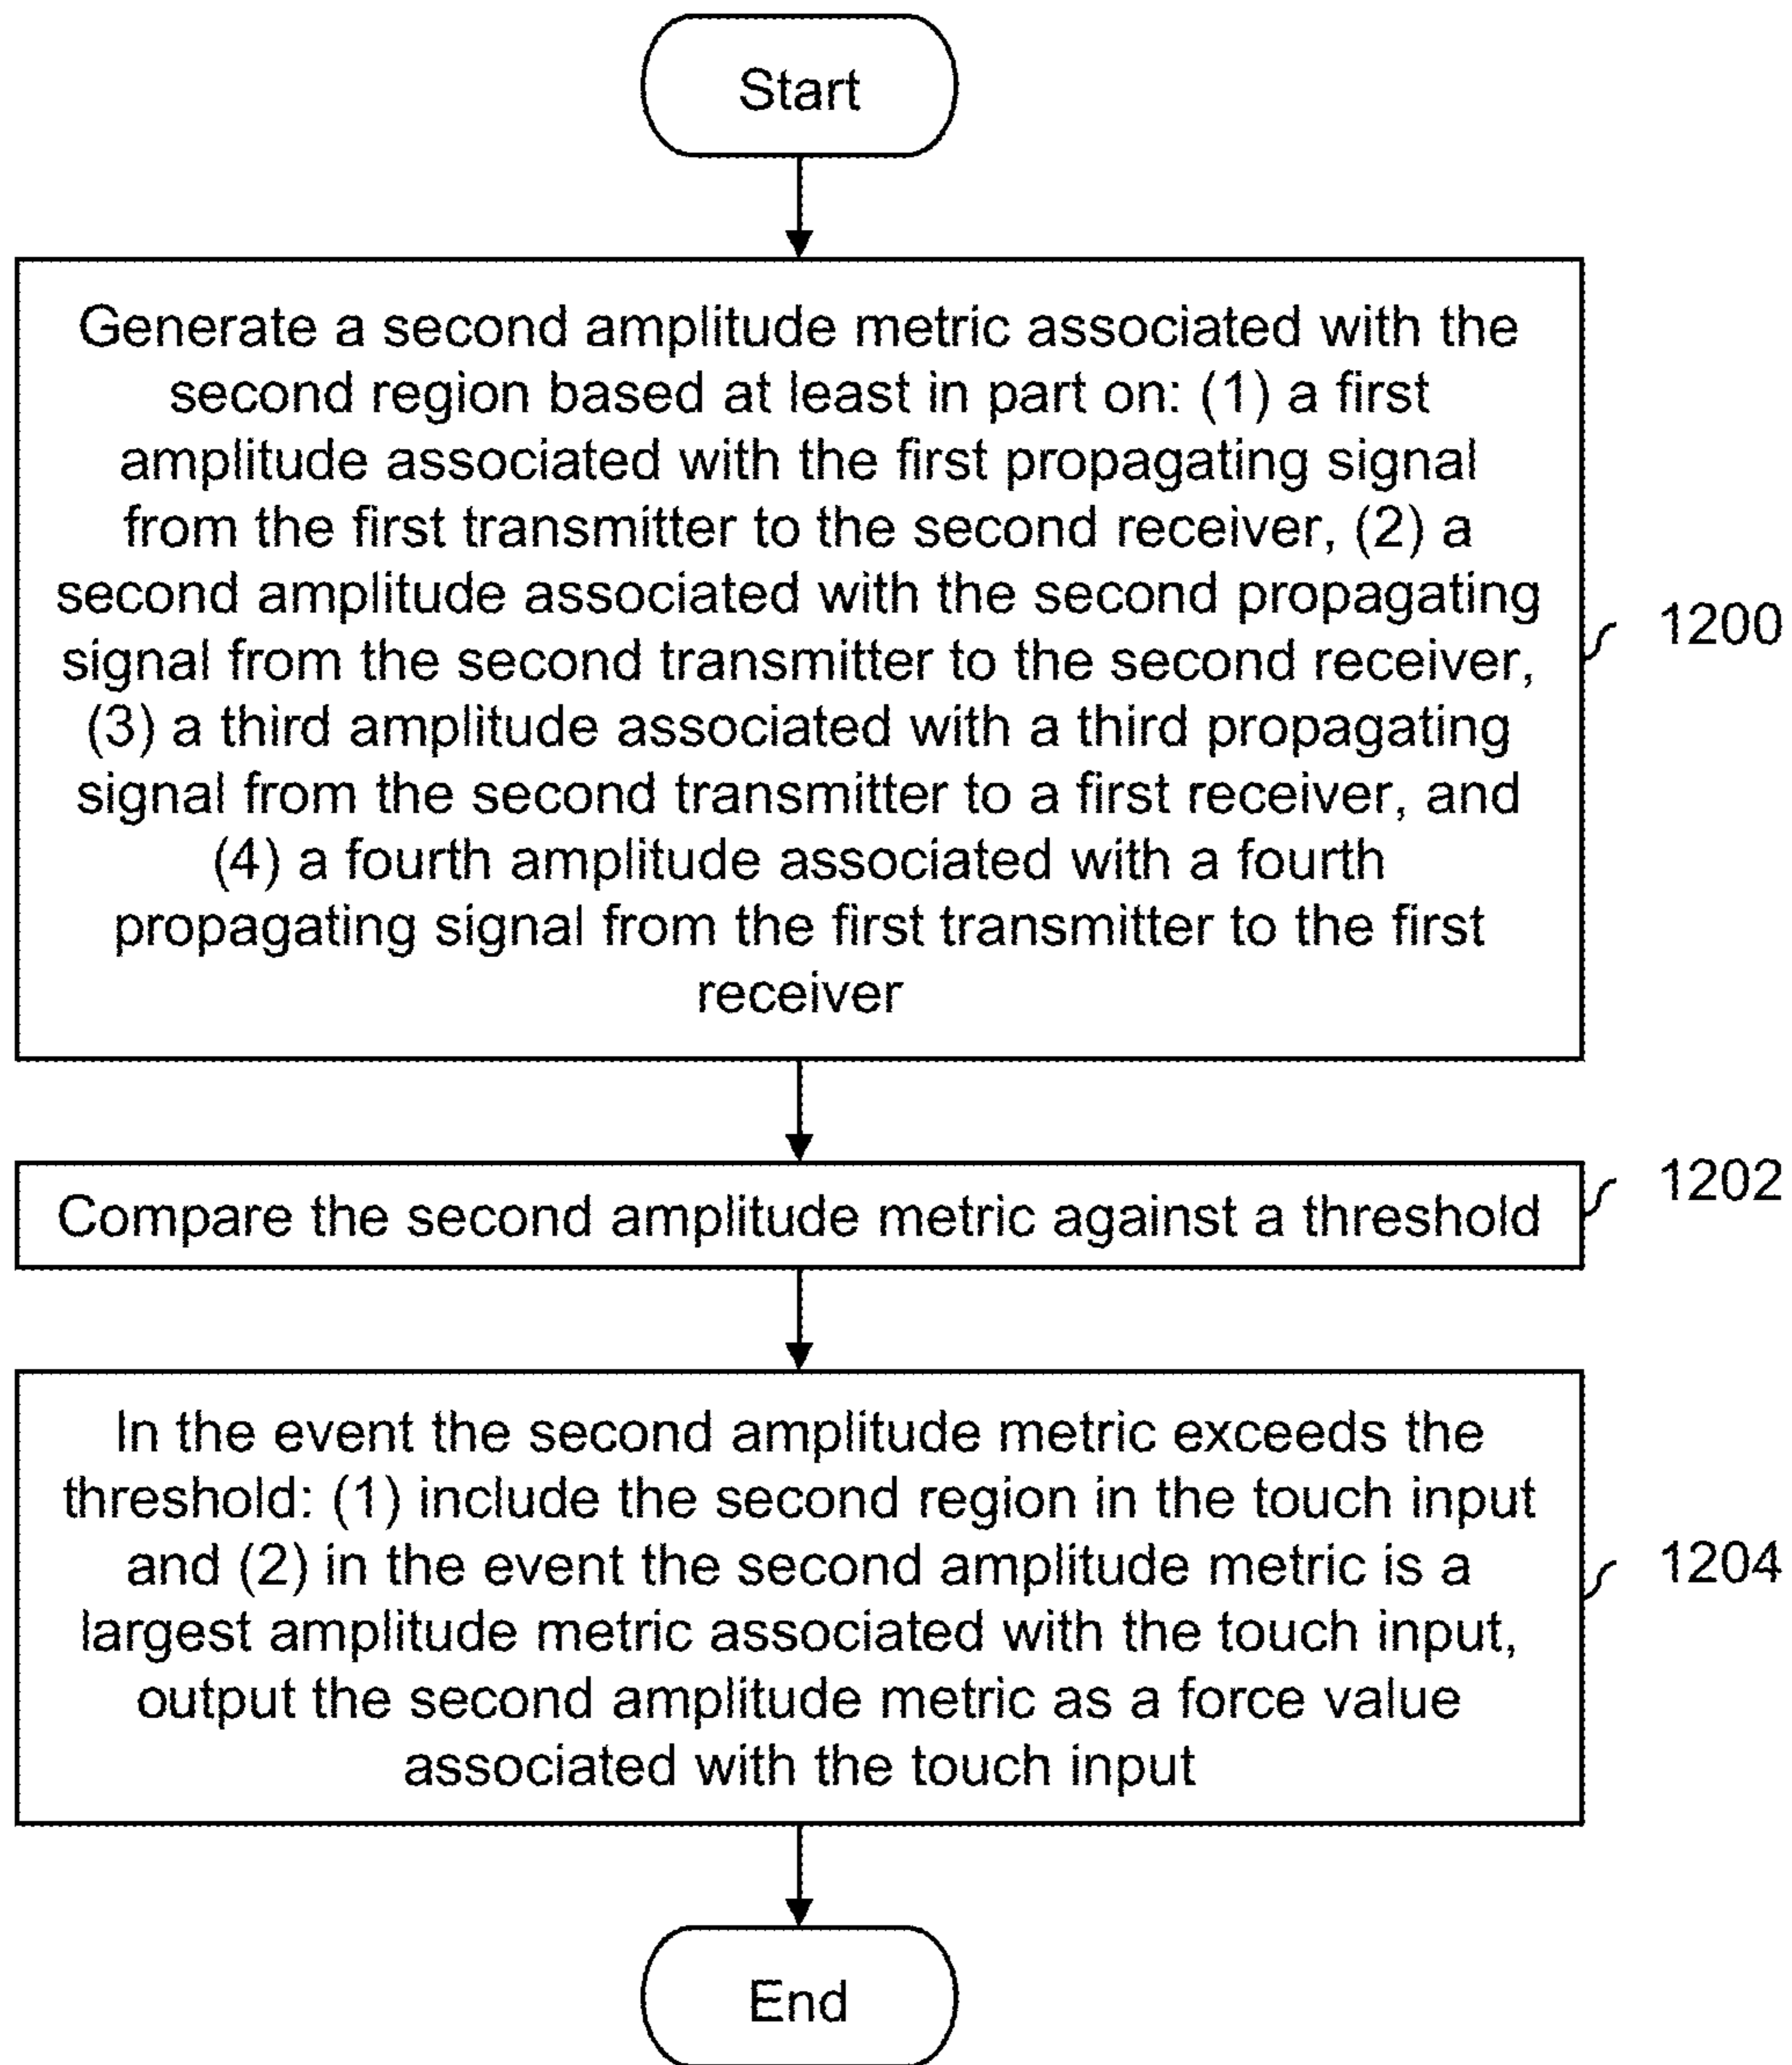 Start
Generate a second amplitude metric associated with the
second region based at least in part on: (1) a first
amplitude associated with the first propagating signal
from the first transmitter to the second receiver, (2) a
second amplitude associated with the second propagating
signal from the second transmitter to the second receiver,
(3) a third amplitude associated with a third propagating
signal from the second transmitter to a first receiver, and
(4) a fourth amplitude associated with a fourth
propagating signal from the first transmitter to the first
receiver
1200
Compare the second amplitude metric against a threshold
1202
In the event the second amplitude metric exceeds the
threshold: (1) include the second region in the touch input
and (2) in the event the second amplitude metric is a
largest amplitude metric associated with the touch input,
output the second amplitude metric as a force value
associated with the touch input
1204
End